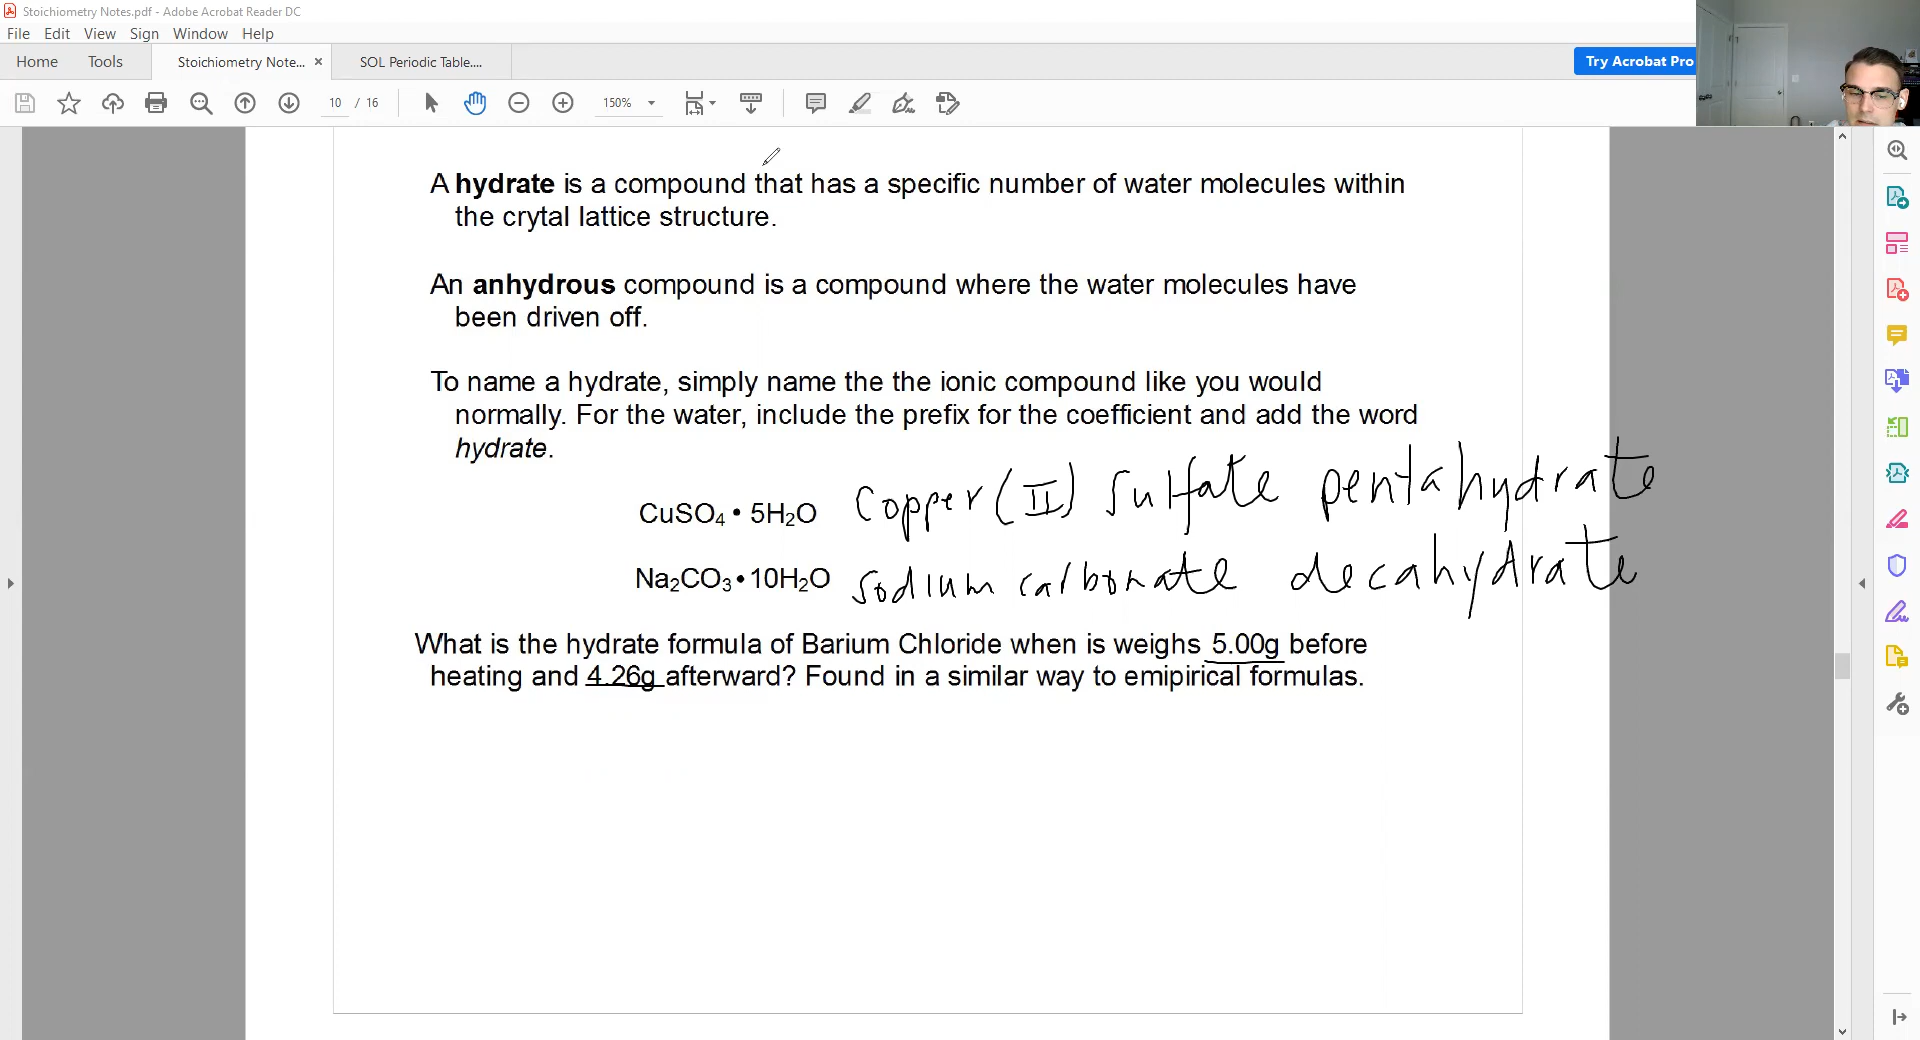 Stoichiometry Notes.pdf - Adobe Acrobat Reader DC
File Edit View Sign Window Help
Home Tools Stoichiometry Note... × SOL Periodic Table.... Try Acrobat Pro
10 / 16 150%
A hydrate is a compound that has a specific number of water molecules within
the crytal lattice structure.
An anhydrous compound is a compound where the water molecules have
been driven off.
To name a hydrate, simply name the the ionic compound like you would
normally. For the water, include the prefix for the coefficient and add the word
hydrate.
CuSO₄ • 5H₂O copper (II) sulfate pentahydrate
Na₂CO₃ • 10H₂O sodium carbonate decahydrate
What is the hydrate formula of Barium Chloride when is weighs 5.00g before
heating and 4.26g afterward? Found in a similar way to emipirical formulas.